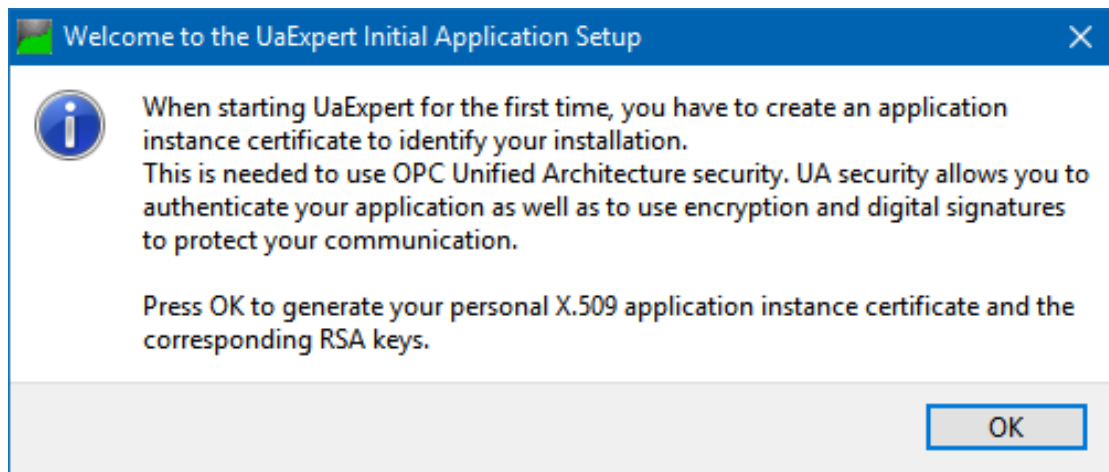 Welcome to the UaExpert Initial Application Setup
When starting UaExpert for the first time, you have to create an application
instance certificate to identify your installation.
This is needed to use OPC Unified Architecture security. UA security allows you to
authenticate your application as well as to use encryption and digital signatures
to protect your communication.
Press OK to generate your personal X.509 application instance certificate and the
corresponding RSA keys.
OK